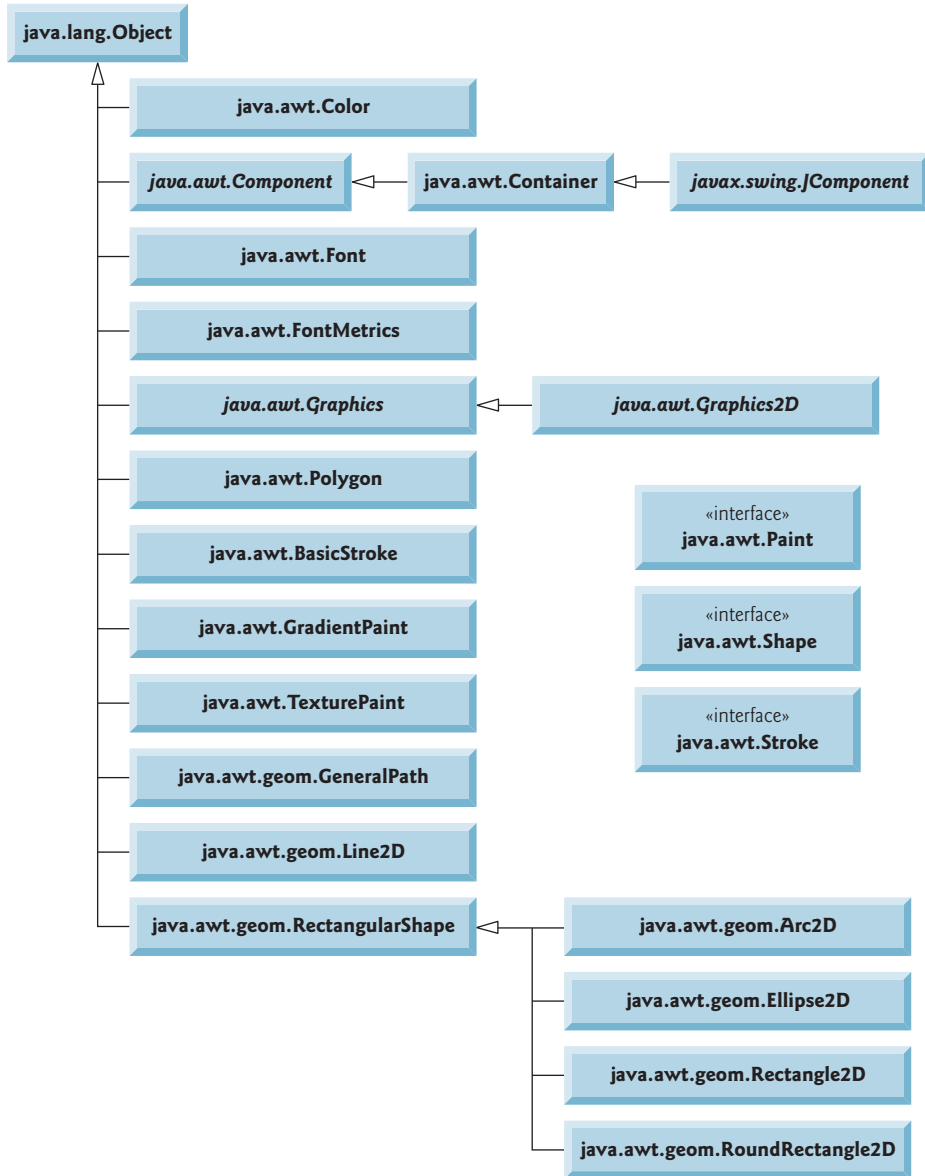 java.lang.Object
java.awt.Color
java.awt.Component
java.awt.Container
javax.swing.JComponent
java.awt.Font
java.awt.FontMetrics
java.awt.Graphics
java.awt.Graphics2D
java.awt.Polygon
«interface»
java.awt.Paint
java.awt.BasicStroke
java.awt.GradientPaint
«interface»
java.awt.Shape
java.awt.TexturePaint
«interface»
java.awt.Stroke
java.awt.geom.GeneralPath
java.awt.geom.Line2D
java.awt.geom.RectangularShape
java.awt.geom.Arc2D
java.awt.geom.Ellipse2D
java.awt.geom.Rectangle2D
java.awt.geom.RoundRectangle2D